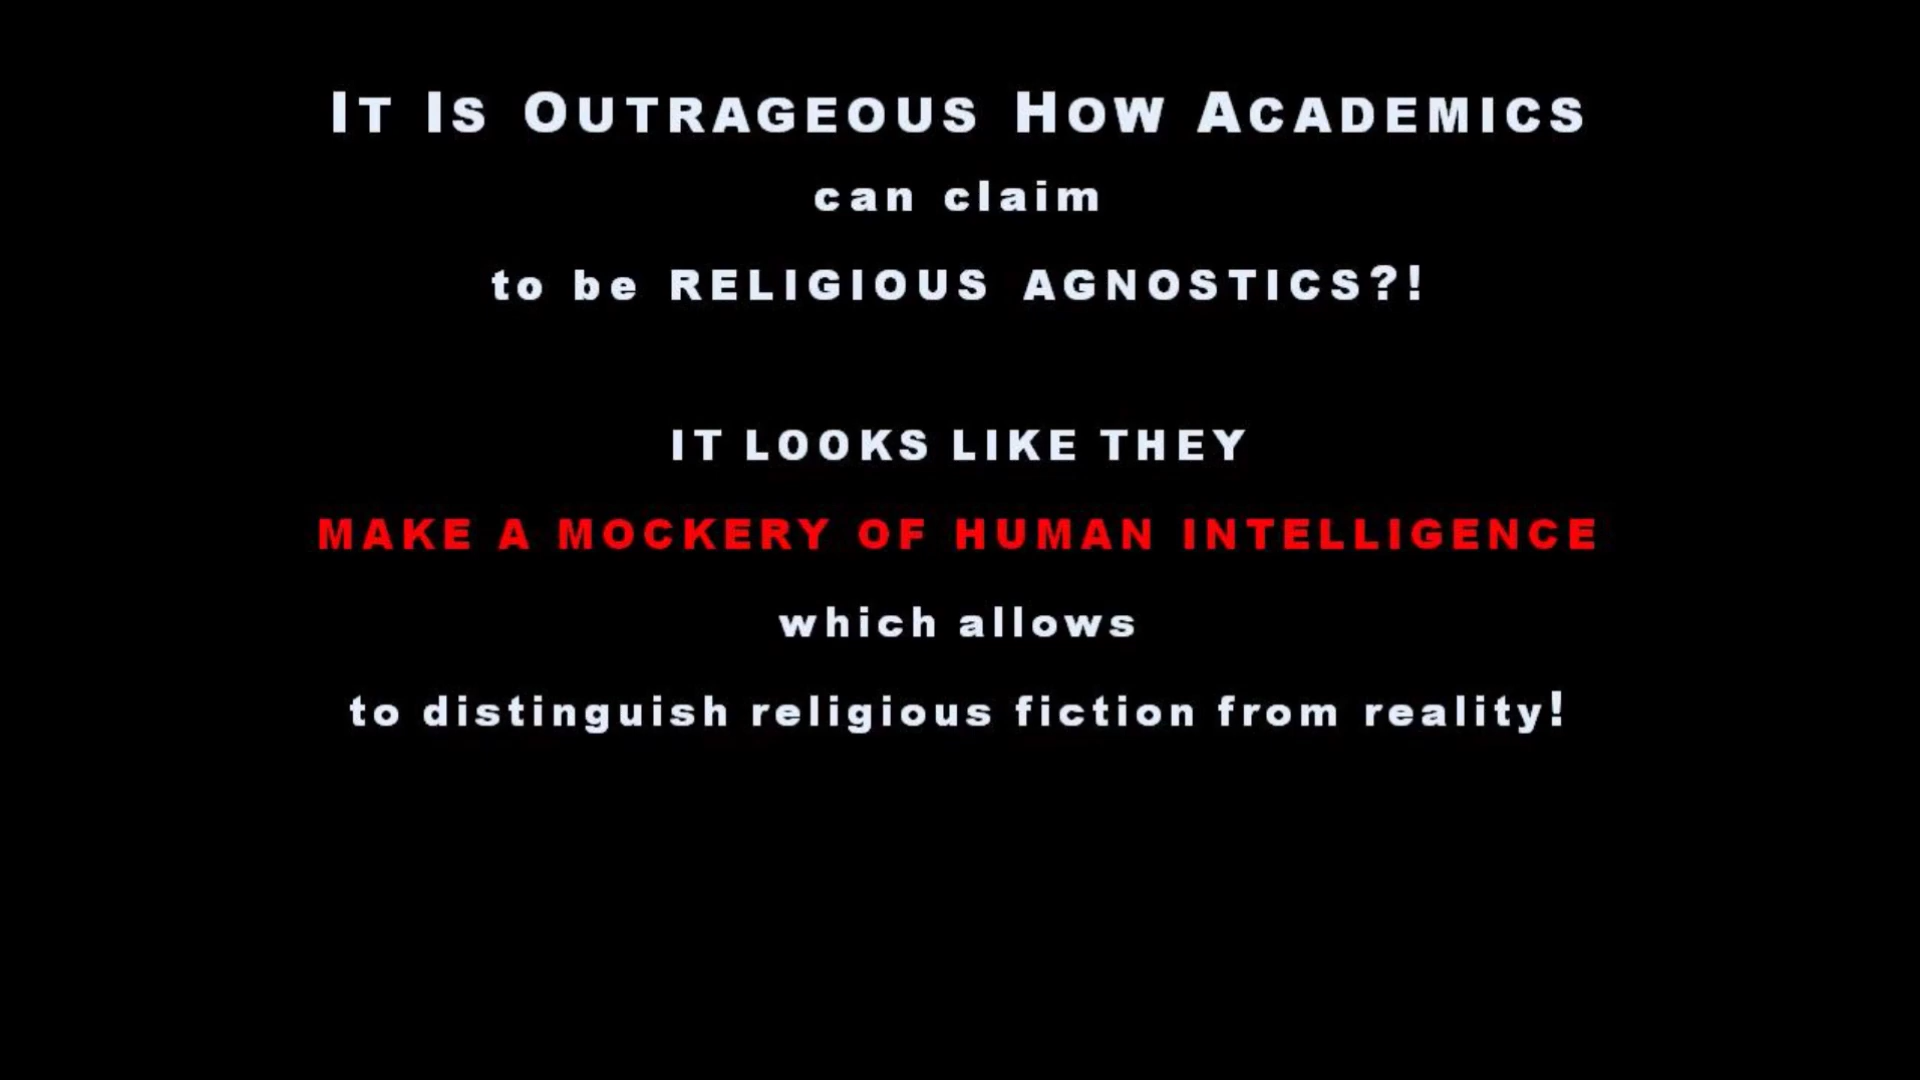 It Is Outrageous How Academics
can claim
to be RELIGIOUS AGNOSTICS?!
IT LOOKS LIKE THEY
MAKE A MOCKERY OF HUMAN INTELLIGENCE
which allows
to distinguish religious fiction from reality!